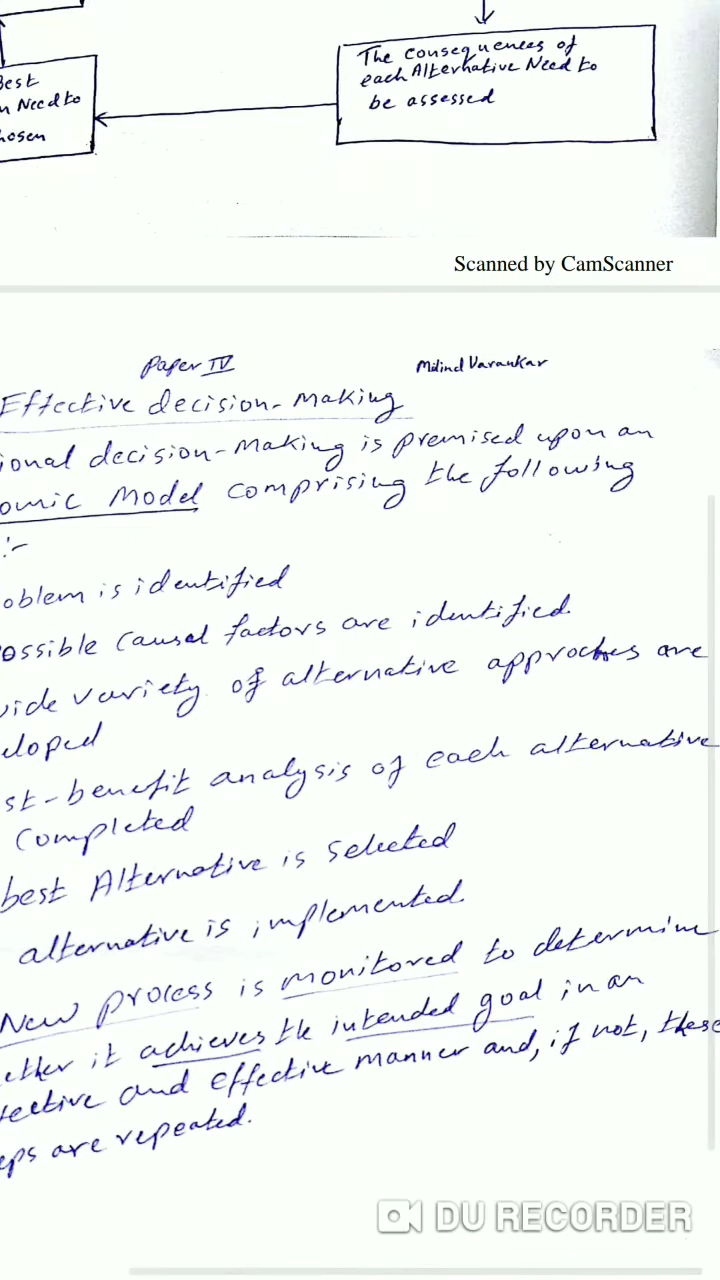 The consequences of
each Alternative Need to
be assessed
Best
n Need to
hosen
Scanned by CamScanner
Paper IV
Milind Varankar
Effective decision-making
ional decision-making is premised upon an
omic Model comprising the following
:-
oblem is identified
ossible causal factors are identified.
wide variety of alternative approches are
eloped
st-benefit analysis of each alternative
completed
best Alternative is selected
alternative is implemented.
New process is monitored to determine
ether it achieves the intended goal in an
fective and effective manner and, if not, these
eps are repeated.
DU RECORDER